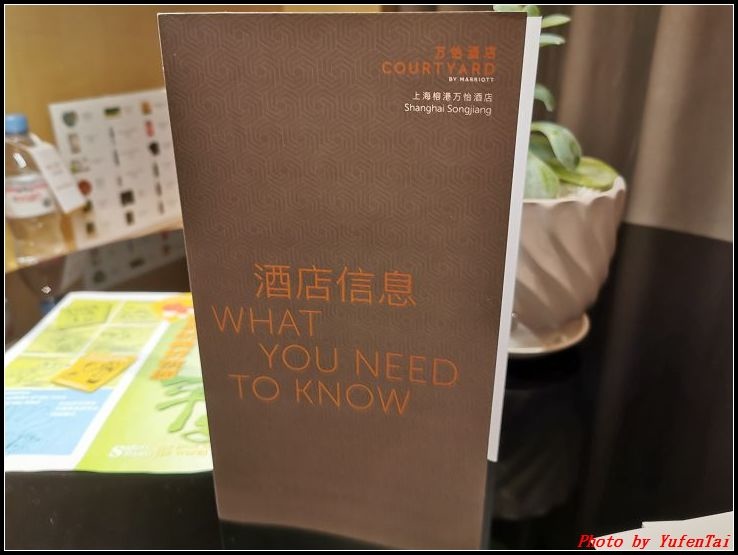 万怡酒店
COURTYARD
BY MARRIOTT
上海榕港万怡酒店
Shanghai Songjiang
酒店信息
WHAT
YOU NEED
TO KNOW
Photo by YufenTai